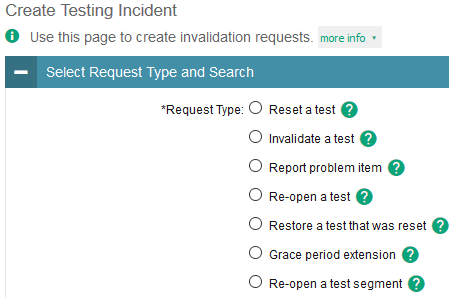 Create Testing Incident
Use this page to create invalidation requests. more info
Select Request Type and Search
*Request Type: Reset a test ?
Invalidate a test ?
Report problem item ?
Re-open a test ?
Restore a test that was reset ?
Grace period extension ?
Re-open a test segment ?